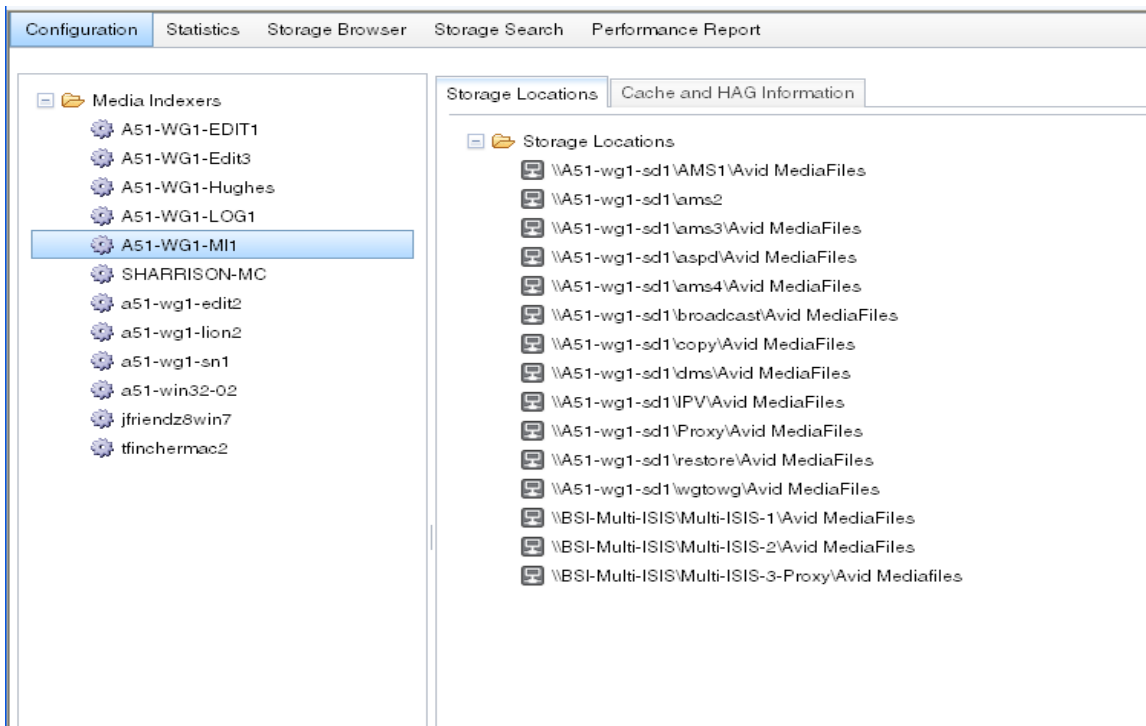 Configuration Statistics Storage Browser Storage Search Performance Report
Media Indexers
A51-WG1-EDIT1
A51-WG1-Edit3
A51-WG1-Hughes
A51-WG1-LOG1
A51-WG1-MI1
SHARRISON-MC
a51-wg1-edit2
a51-wg1-lion2
a51-wg1-sn1
a51-win32-02
jfriendz8win7
tfinchermac2
Storage Locations Cache and HAG Information
Storage Locations
\\A51-wg1-sd1\AMS1\Avid MediaFiles
\\A51-wg1-sd1\ams2
\\A51-wg1-sd1\ams3\Avid MediaFiles
\\A51-wg1-sd1\aspd\Avid MediaFiles
\\A51-wg1-sd1\ams4\Avid MediaFiles
\\A51-wg1-sd1\broadcast\Avid MediaFiles
\\A51-wg1-sd1\copy\Avid MediaFiles
\\A51-wg1-sd1\dms\Avid MediaFiles
\\A51-wg1-sd1\IPV\Avid MediaFiles
\\A51-wg1-sd1\Proxy\Avid MediaFiles
\\A51-wg1-sd1\restore\Avid MediaFiles
\\A51-wg1-sd1\wgtowg\Avid MediaFiles
\\BSI-Multi-ISIS\Multi-ISIS-1\Avid MediaFiles
\\BSI-Multi-ISIS\Multi-ISIS-2\Avid MediaFiles
\\BSI-Multi-ISIS\Multi-ISIS-3-Proxy\Avid Mediafiles